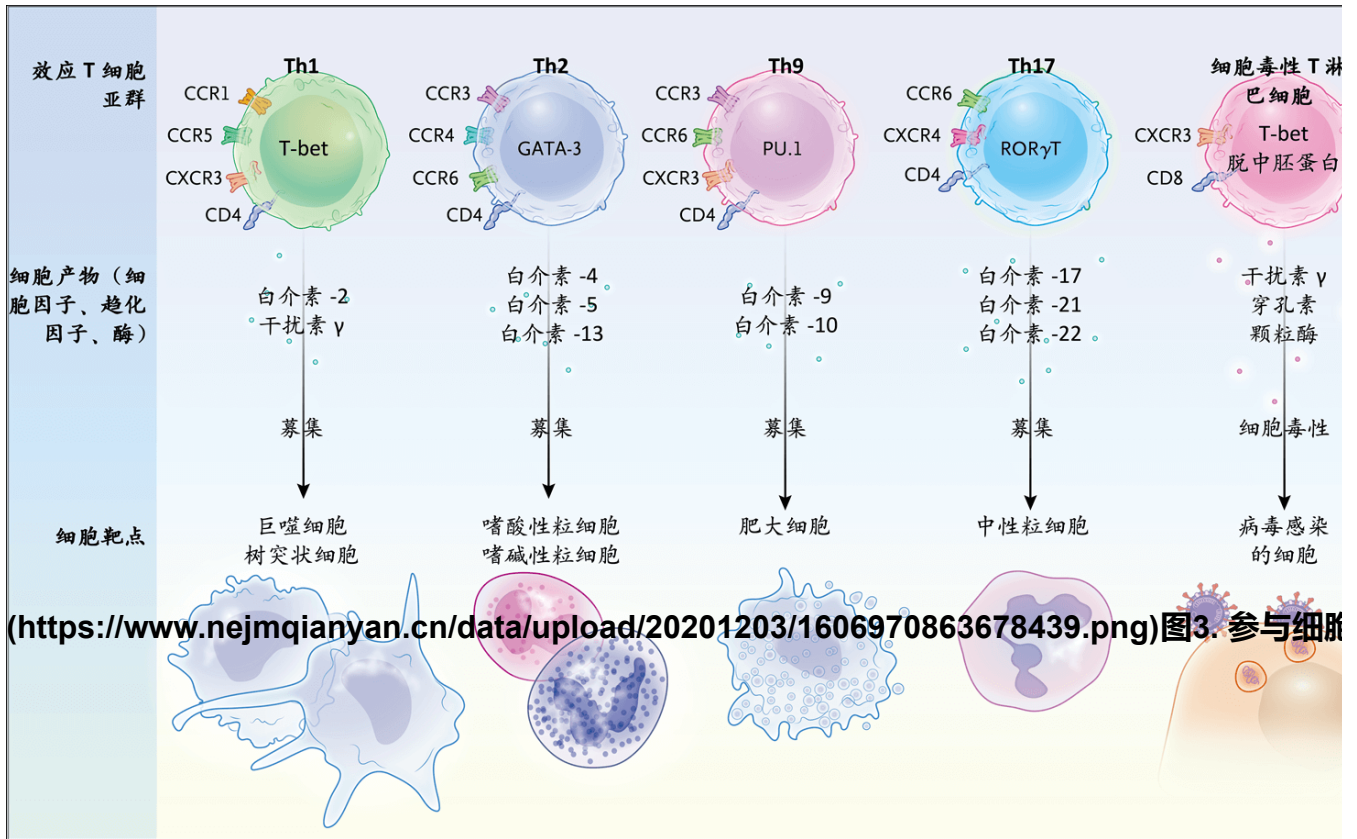 效应 T 细胞
亚群
Th1
CCR1
CCR5
CXCR3
CD4
T-bet
Th2
CCR3
CCR4
CCR6
CD4
GATA-3
Th9
CCR3
CCR6
CXCR3
CD4
PU.1
Th17
CCR6
CXCR4
CD4
RORγT
细胞毒性 T 淋
巴细胞
CXCR3
CD8
T-bet
脱中胚蛋白
细胞产物（细
胞因子、趋化
因子、酶）
白介素 -2
干扰素 γ
白介素 -4
白介素 -5
白介素 -13
白介素 -9
白介素 -10
白介素 -17
白介素 -21
白介素 -22
干扰素 γ
穿孔素
颗粒酶
募集
募集
募集
募集
细胞毒性
细胞靶点
巨噬细胞
树突状细胞
嗜酸性粒细胞
嗜碱性粒细胞
肥大细胞
中性粒细胞
病毒感染
的细胞
(https://www.nejmqianyan.cn/data/upload/20201203/1606970863678439.png)图3. 参与细胞